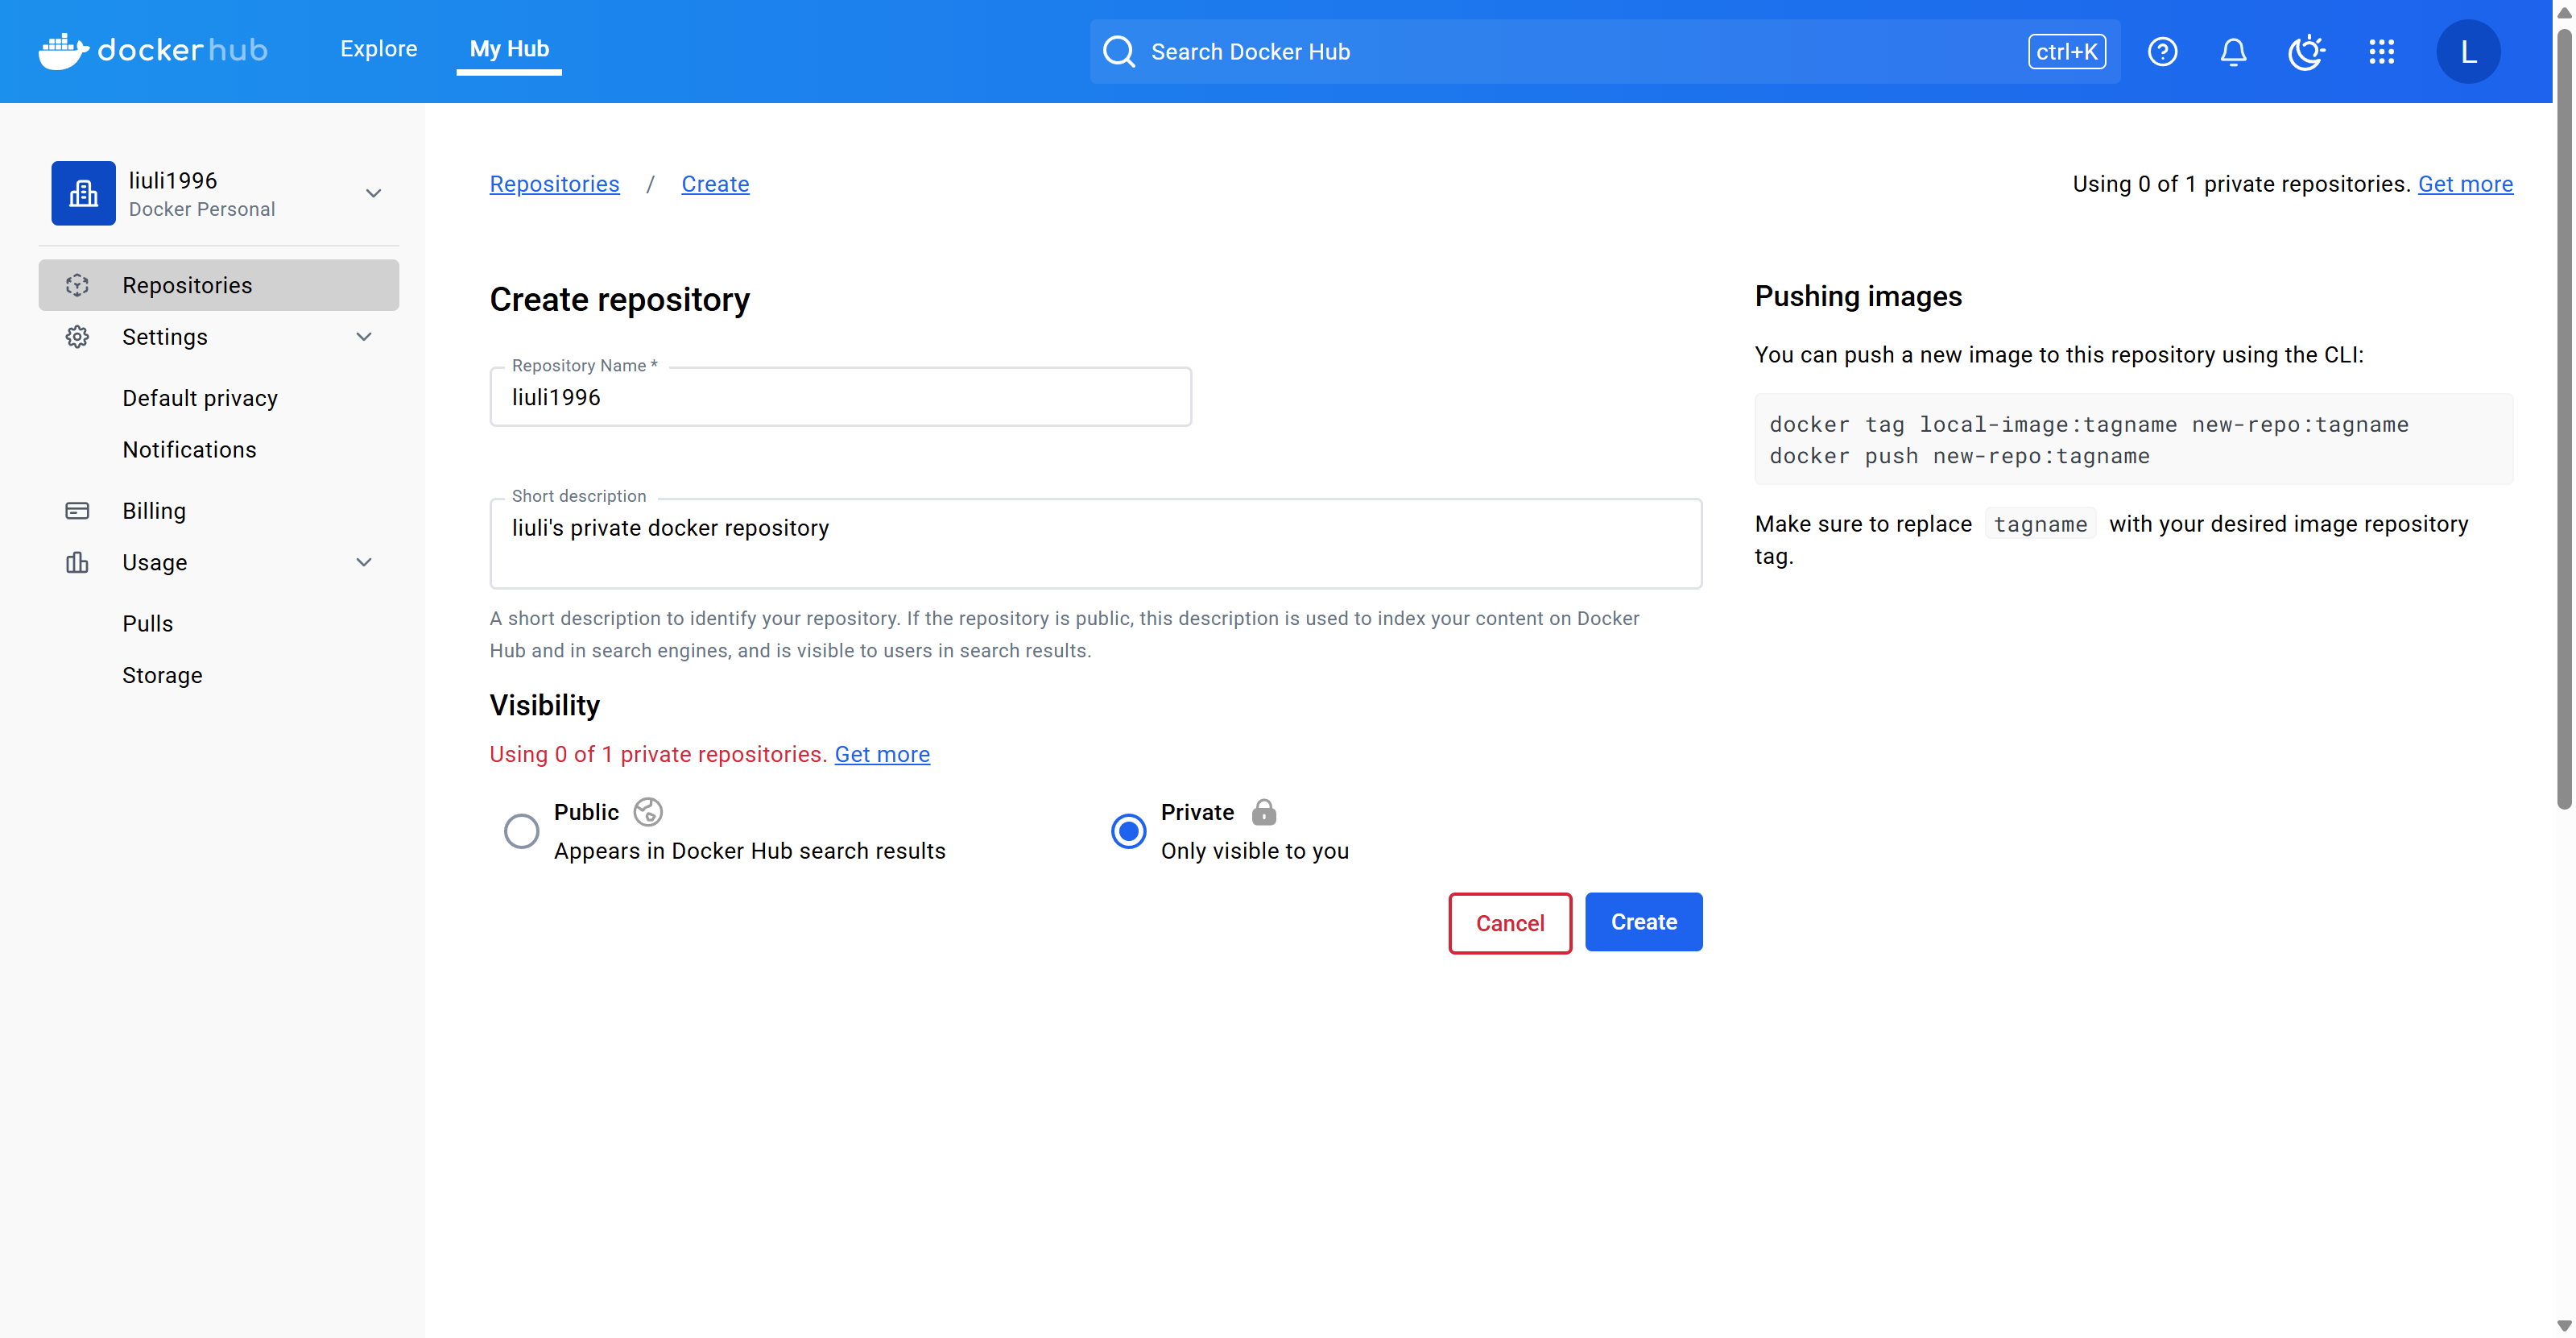 dockerhub
Explore
My Hub
Search Docker Hub
ctrl+K
L
liuli1996
Docker Personal
Repositories
Settings
Default privacy
Notifications
Billing
Usage
Pulls
Storage
Repositories / Create
Using 0 of 1 private repositories. Get more
Create repository
Repository Name *
liuli1996
Short description
liuli's private docker repository
A short description to identify your repository. If the repository is public, this description is used to index your content on Docker
Hub and in search engines, and is visible to users in search results.
Visibility
Using 0 of 1 private repositories. Get more
Public
Appears in Docker Hub search results
Private
Only visible to you
Cancel
Create
Pushing images
You can push a new image to this repository using the CLI:
docker tag local-image:tagname new-repo:tagname
docker push new-repo:tagname
Make sure to replace tagname with your desired image repository
tag.